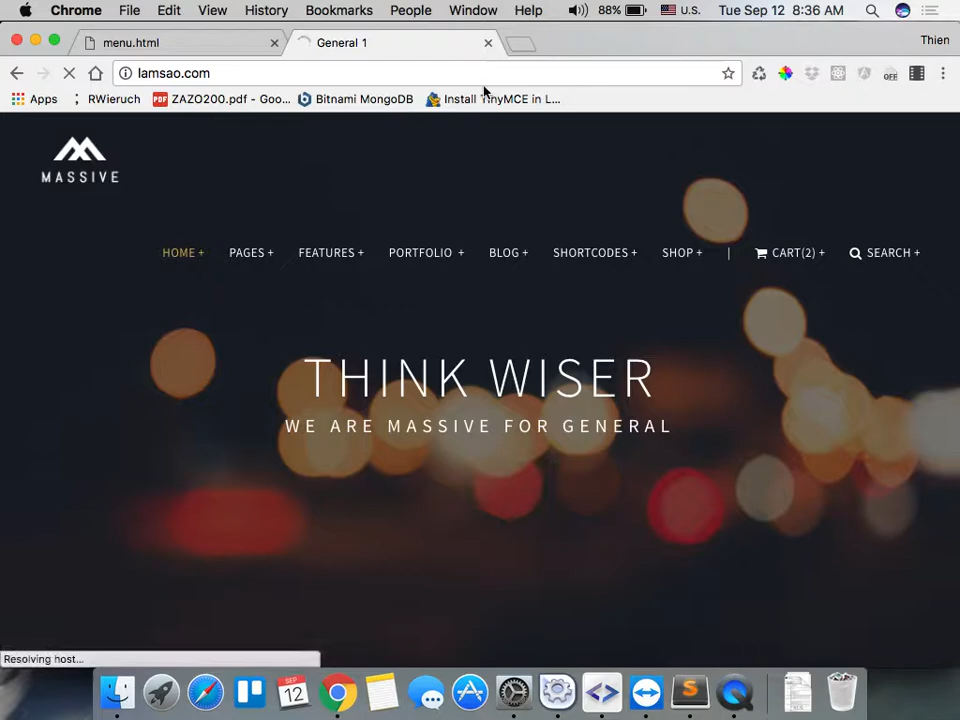 Chrome File Edit View History Bookmarks People Window Help 88% U.S. Tue Sep 12 8:36 AM
menu.html General 1 Thien
lamsao.com
Apps RWieruch ZAZO200.pdf - Goo... Bitnami MongoDB Install TinyMCE in L...
MASSIVE
HOME + PAGES + FEATURES + PORTFOLIO + BLOG + SHORTCODES + SHOP + | CART(2) + SEARCH +
THINK WISER
WE ARE MASSIVE FOR GENERAL
Resolving host...
SEP
12